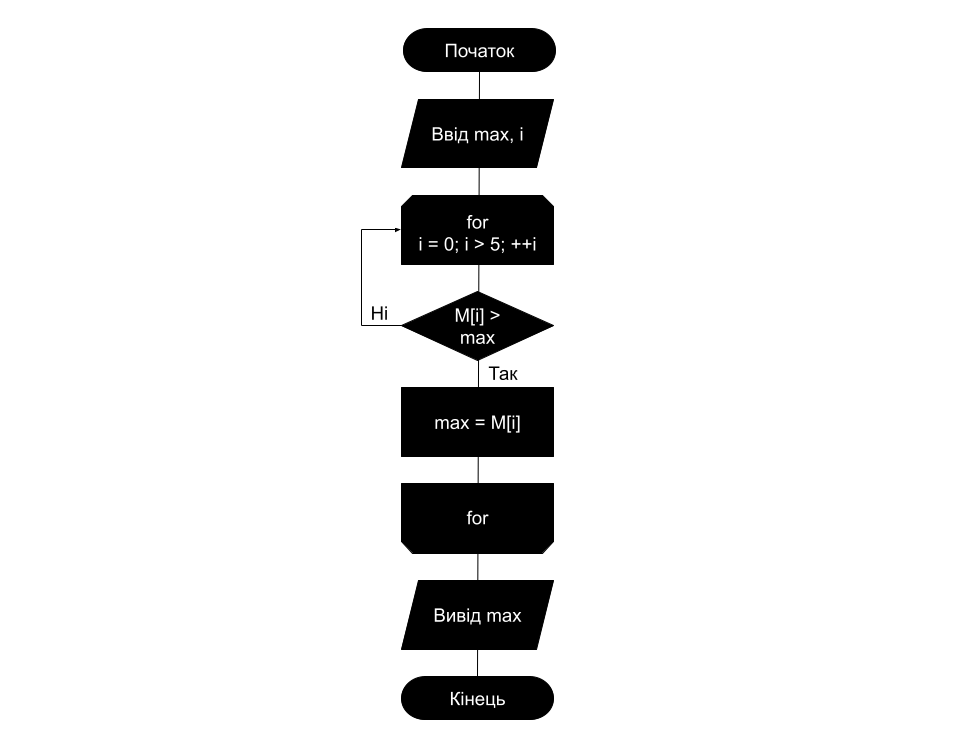 Початок
Ввід max, i
for
i = 0; i > 5; ++i
Ні
M[i] >
max
Так
max = M[i]
for
Вивід max
Кінець